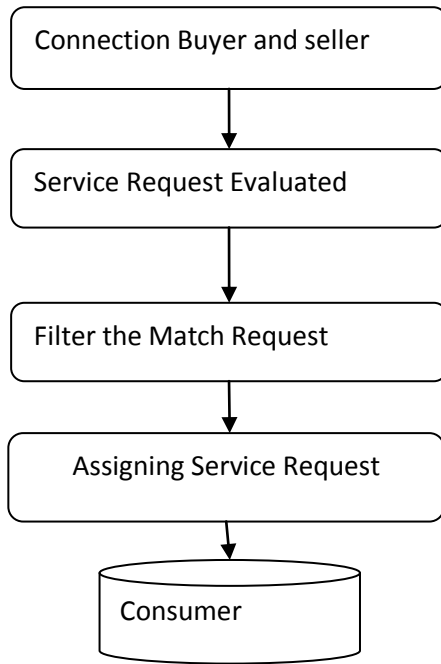 Connection Buyer and seller
Service Request Evaluated
Filter the Match Request
Assigning Service Request
Consumer